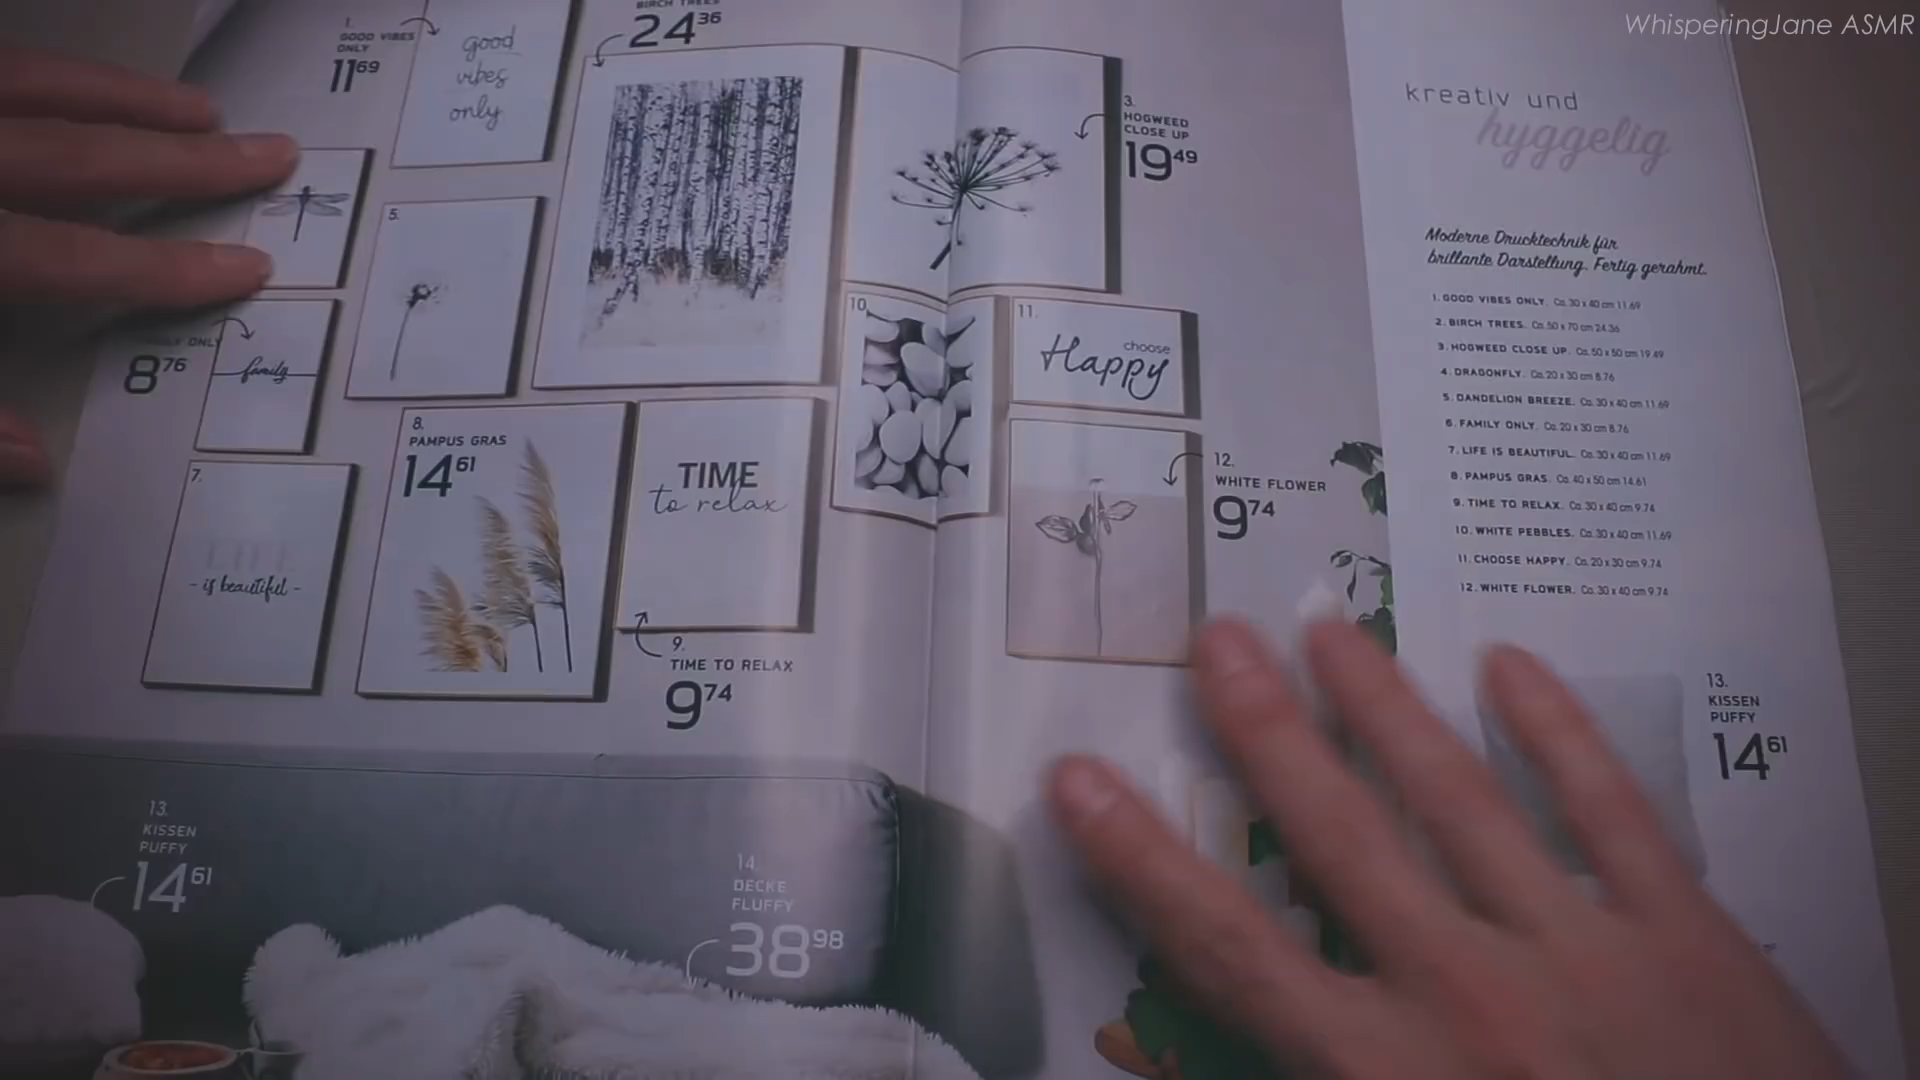 WhisperingJane ASMR
1.
GOOD VIBES
ONLY
11 69
good
vibes
only
BIRCH TREES
24 36
3.
HOGWEED
CLOSE UP
19 49
5.
ONLY
8 76
family
7.
- is beautiful -
8.
PAMPUS GRAS
14 61
TIME
to relax
9.
TIME TO RELAX
9 74
10.
11.
choose
Happy
12.
WHITE FLOWER
9 74
kreativ und
hyggelig
Moderne Drucktechnik für
brillante Darstellung. Fertig gerahmt.
1. GOOD VIBES ONLY. Ca. 30 x 40 cm 11.69
2. BIRCH TREES. Ca. 50 x 70 cm 24.36
3. HOGWEED CLOSE UP. Ca. 50 x 50 cm 19.49
4. DRAGONFLY. Ca. 20 x 30 cm 8.76
5. DANDELION BREEZE. Ca. 30 x 40 cm 11.69
6. FAMILY ONLY. Ca. 20 x 30 cm 8.76
7. LIFE IS BEAUTIFUL. Ca. 30 x 40 cm 11.69
8. PAMPUS GRAS. Ca. 40 x 50 cm 14.61
9. TIME TO RELAX. Ca. 30 x 40 cm 9.74
10. WHITE PEBBLES. Ca. 30 x 40 cm 11.69
11. CHOOSE HAPPY. Ca. 20 x 30 cm 9.74
12. WHITE FLOWER. Ca. 30 x 40 cm 9.74
13.
KISSEN
PUFFY
14 61
13.
KISSEN
PUFFY
14 61
14.
DECKE
FLUFFY
38 98